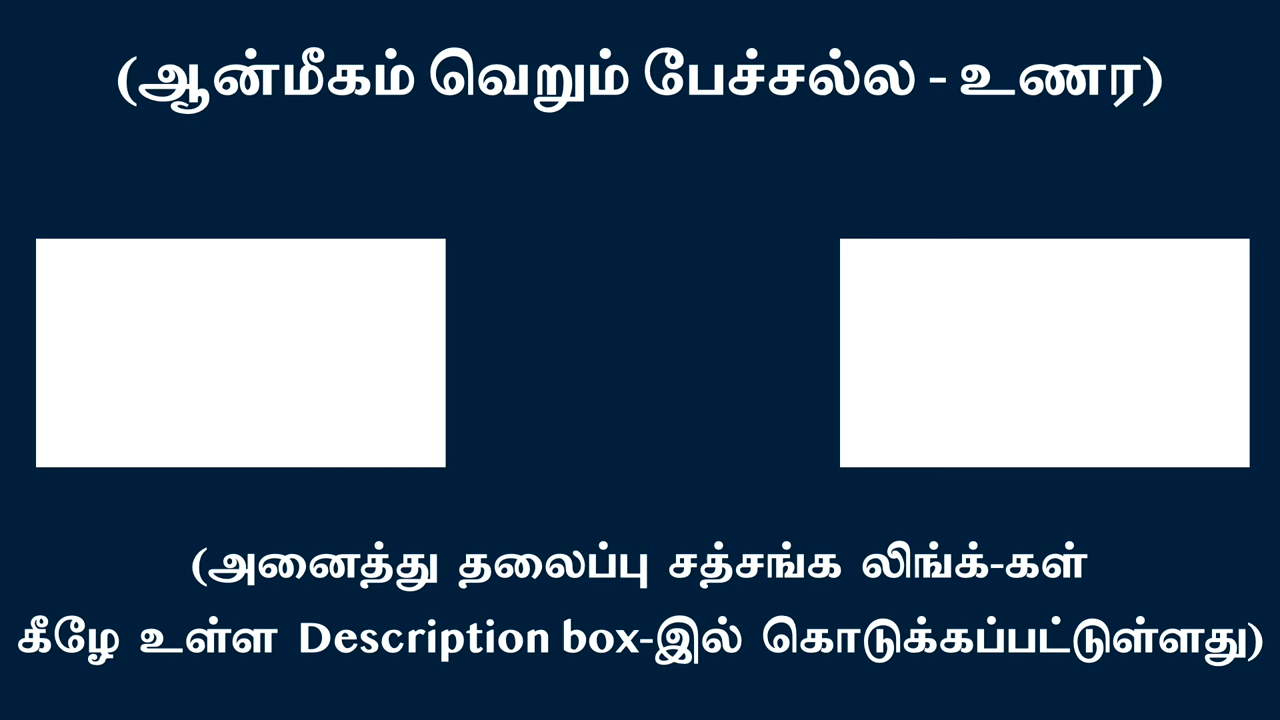 (ஆன்மீகம் வெறும் பேச்சல்ல - உணர)
(அனைத்து தலைப்பு சத்சங்க லிங்க்-கள்
கீழே உள்ள Description box-இல் கொடுக்கப்பட்டுள்ளது)